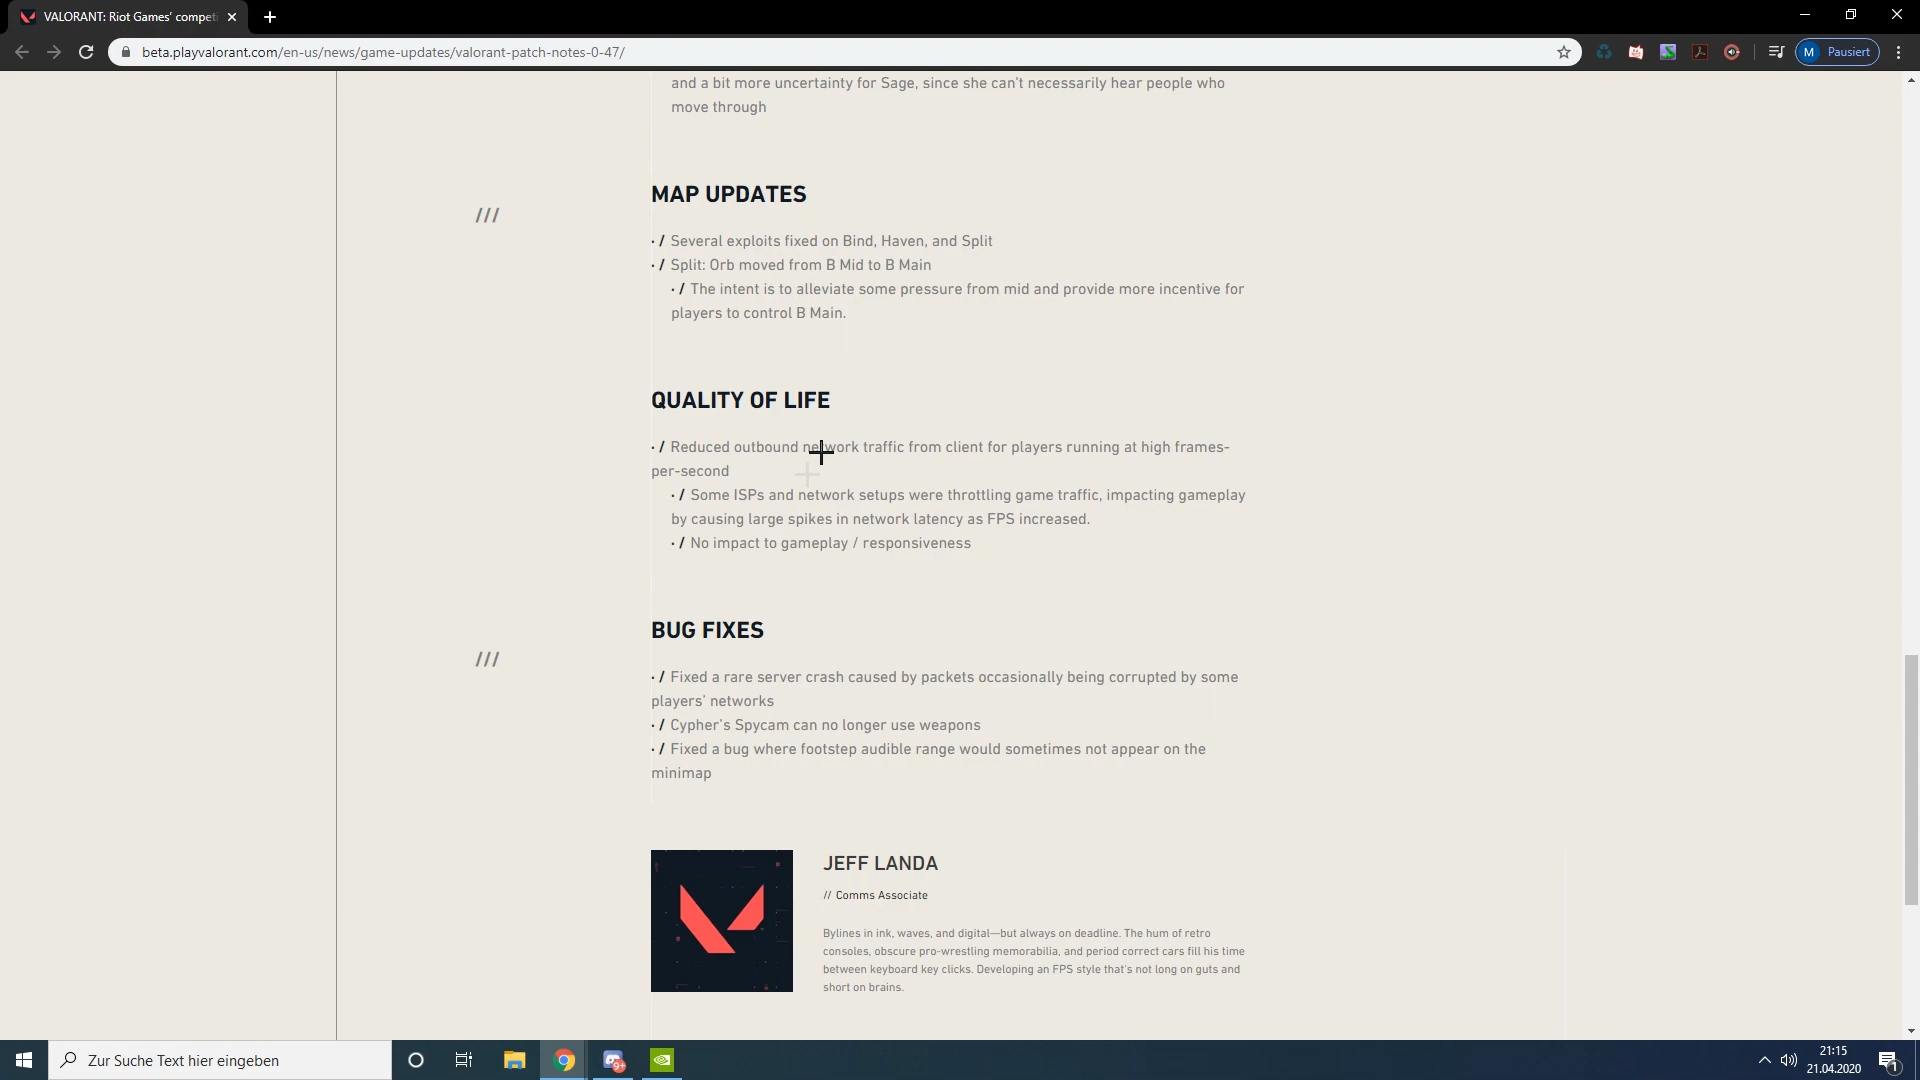 VALORANT: Riot Games' competi
beta.playvalorant.com/en-us/news/game-updates/valorant-patch-notes-0-47/
M Pausiert
and a bit more uncertainty for Sage, since she can't necessarily hear people who
move through
MAP UPDATES
///
· / Several exploits fixed on Bind, Haven, and Split
· / Split: Orb moved from B Mid to B Main
· / The intent is to alleviate some pressure from mid and provide more incentive for
players to control B Main.
QUALITY OF LIFE
· / Reduced outbound network traffic from client for players running at high frames-
per-second
· / Some ISPs and network setups were throttling game traffic, impacting gameplay
by causing large spikes in network latency as FPS increased.
· / No impact to gameplay / responsiveness
BUG FIXES
///
· / Fixed a rare server crash caused by packets occasionally being corrupted by some
players’ networks
· / Cypher’s Spycam can no longer use weapons
· / Fixed a bug where footstep audible range would sometimes not appear on the
minimap
JEFF LANDA
// Comms Associate
Bylines in ink, waves, and digital—but always on deadline. The hum of retro
consoles, obscure pro-wrestling memorabilia, and period correct cars fill his time
between keyboard key clicks. Developing an FPS style that's not long on guts and
short on brains.
Zur Suche Text hier eingeben
9+
21:15
21.04.2020
1